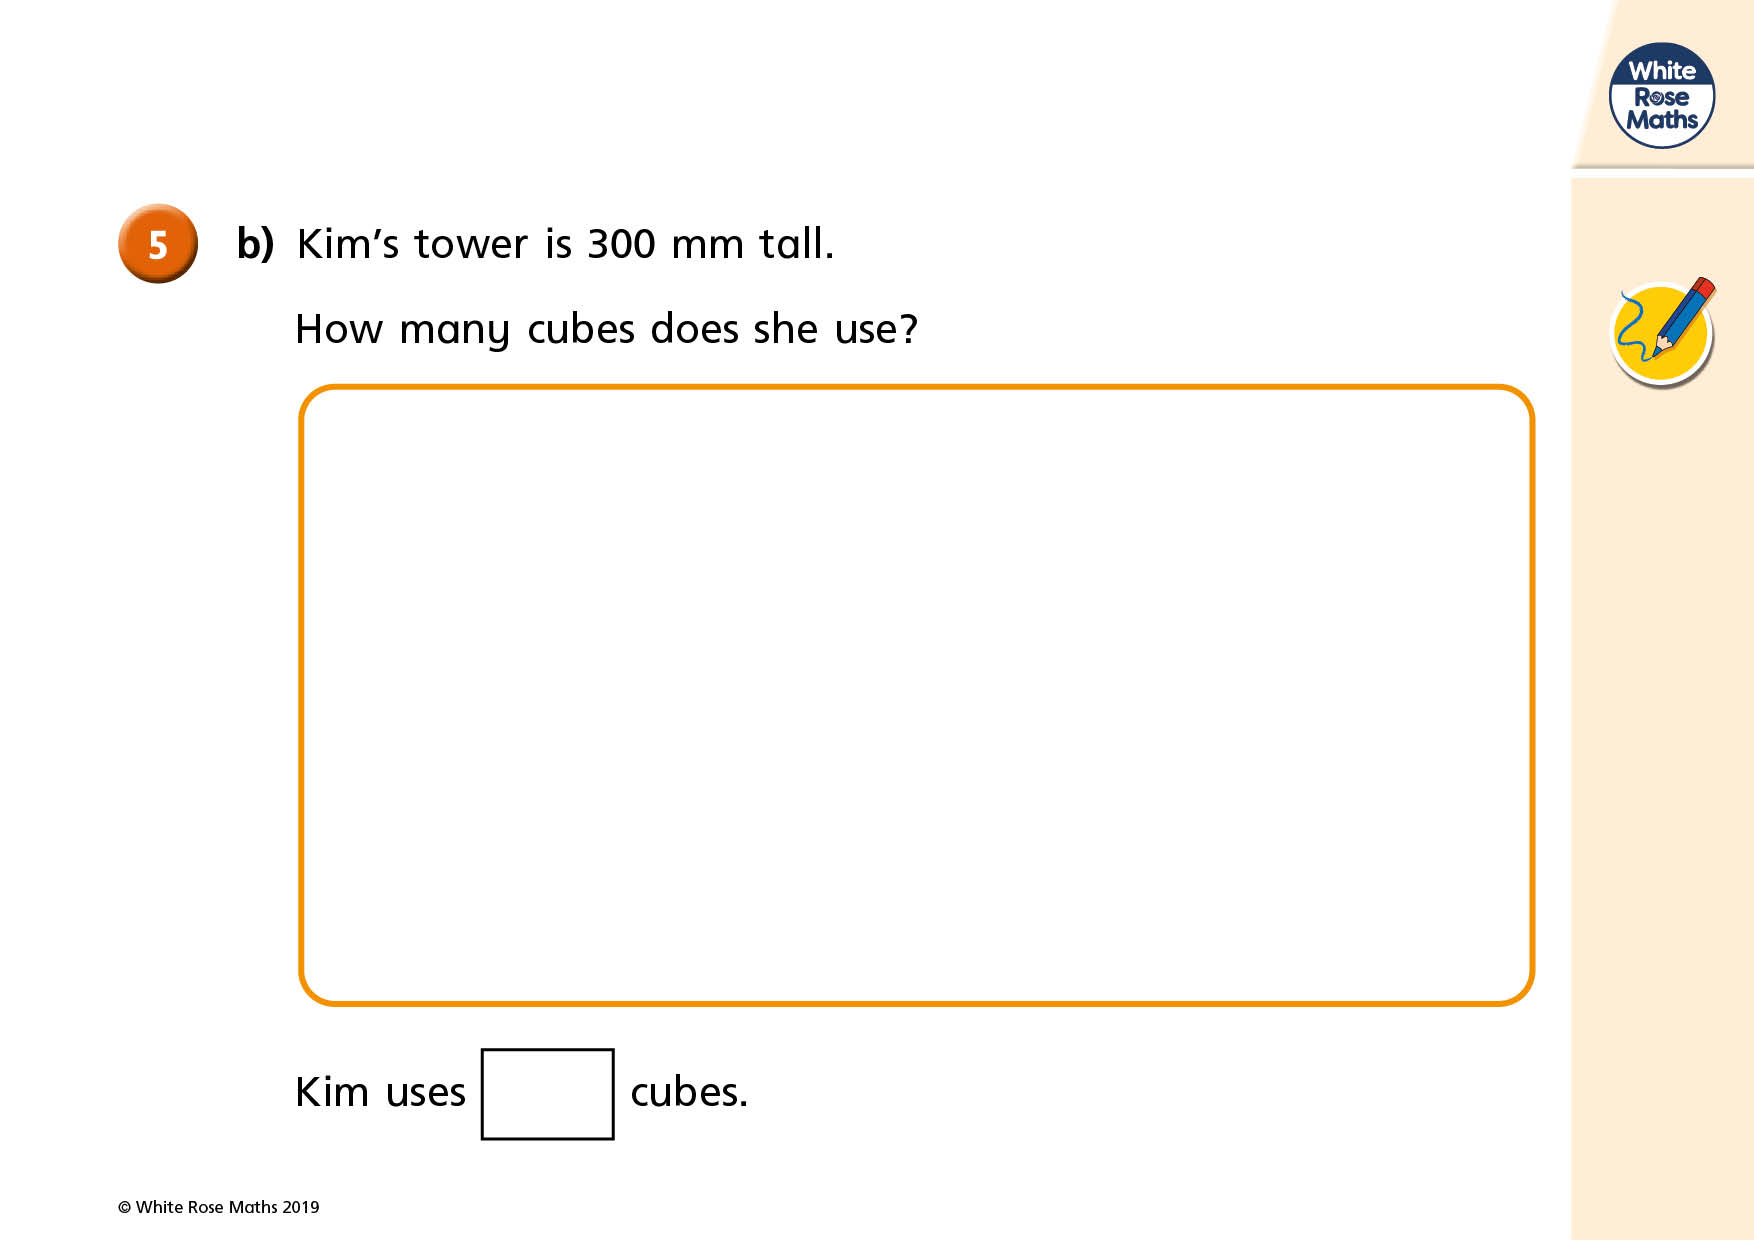 White
Rose
Maths
5 b) Kim's tower is 300 mm tall.
How many cubes does she use?
Kim uses cubes.
© White Rose Maths 2019